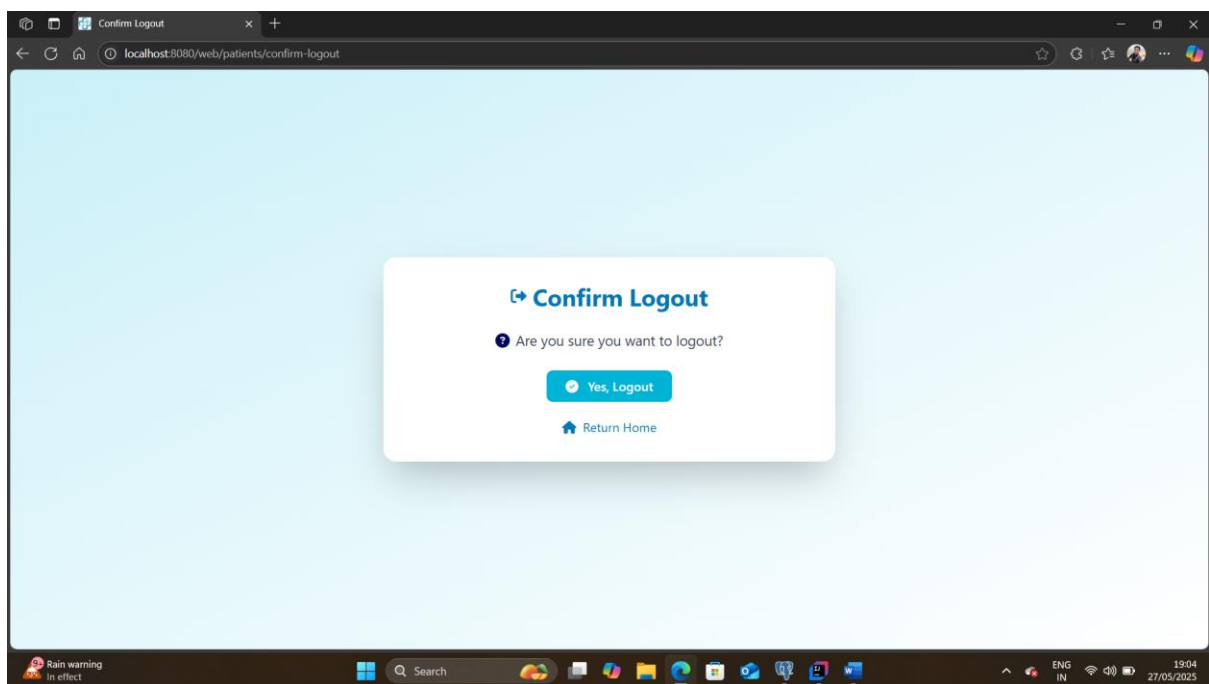 Confirm Logout
localhost:8080/web/patients/confirm-logout
Confirm Logout
Are you sure you want to logout?
Yes, Logout
Return Home
9+
Rain warning
In effect
Search
ENG
IN
19:04
27/05/2025